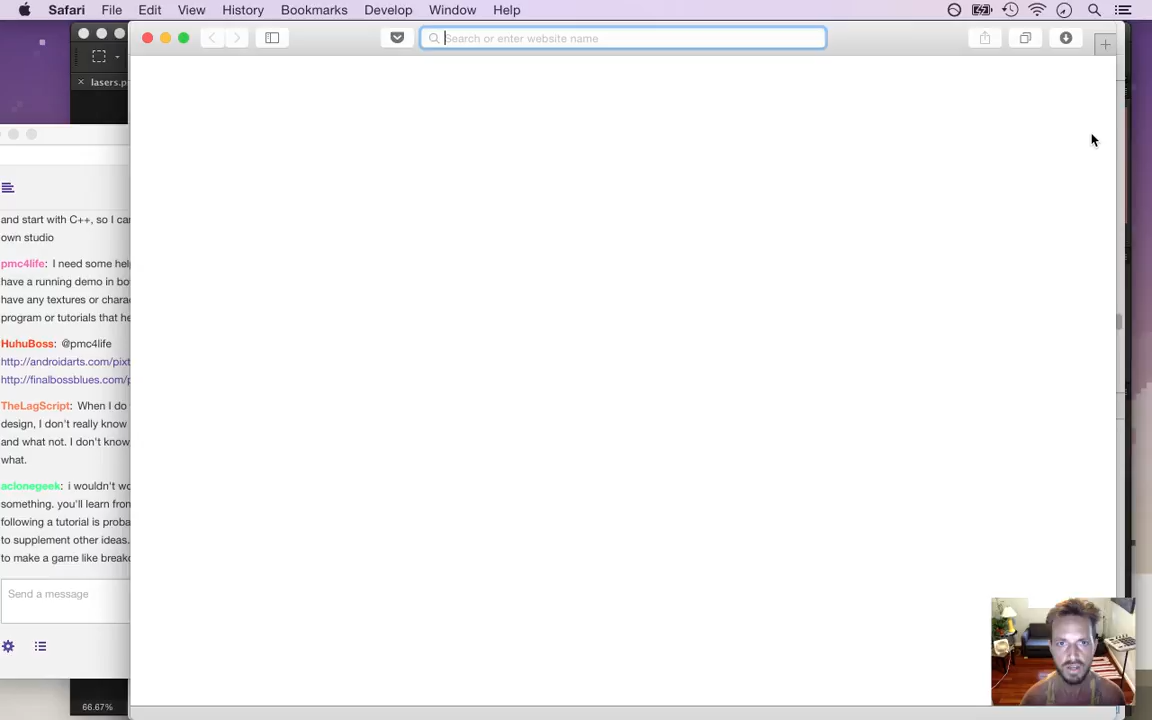 Safari File Edit View History Bookmarks Develop Window Help
Search or enter website name
lasers.p
and start with C++, so I ca
own studio
pmc4life: I need some hel
have a running demo in bo
have any textures or chara
program or tutorials that he
HuhuBoss: @pmc4life
http://androidarts.com/pixt
http://finalbossblues.com/p
TheLagScript: When I do
design, I don't really know
and what not. I don't know
what.
aclonegeek: i wouldn't wo
something. you'll learn from
following a tutorial is proba
to supplement other ideas.
to make a game like breako
Send a message
66.67%